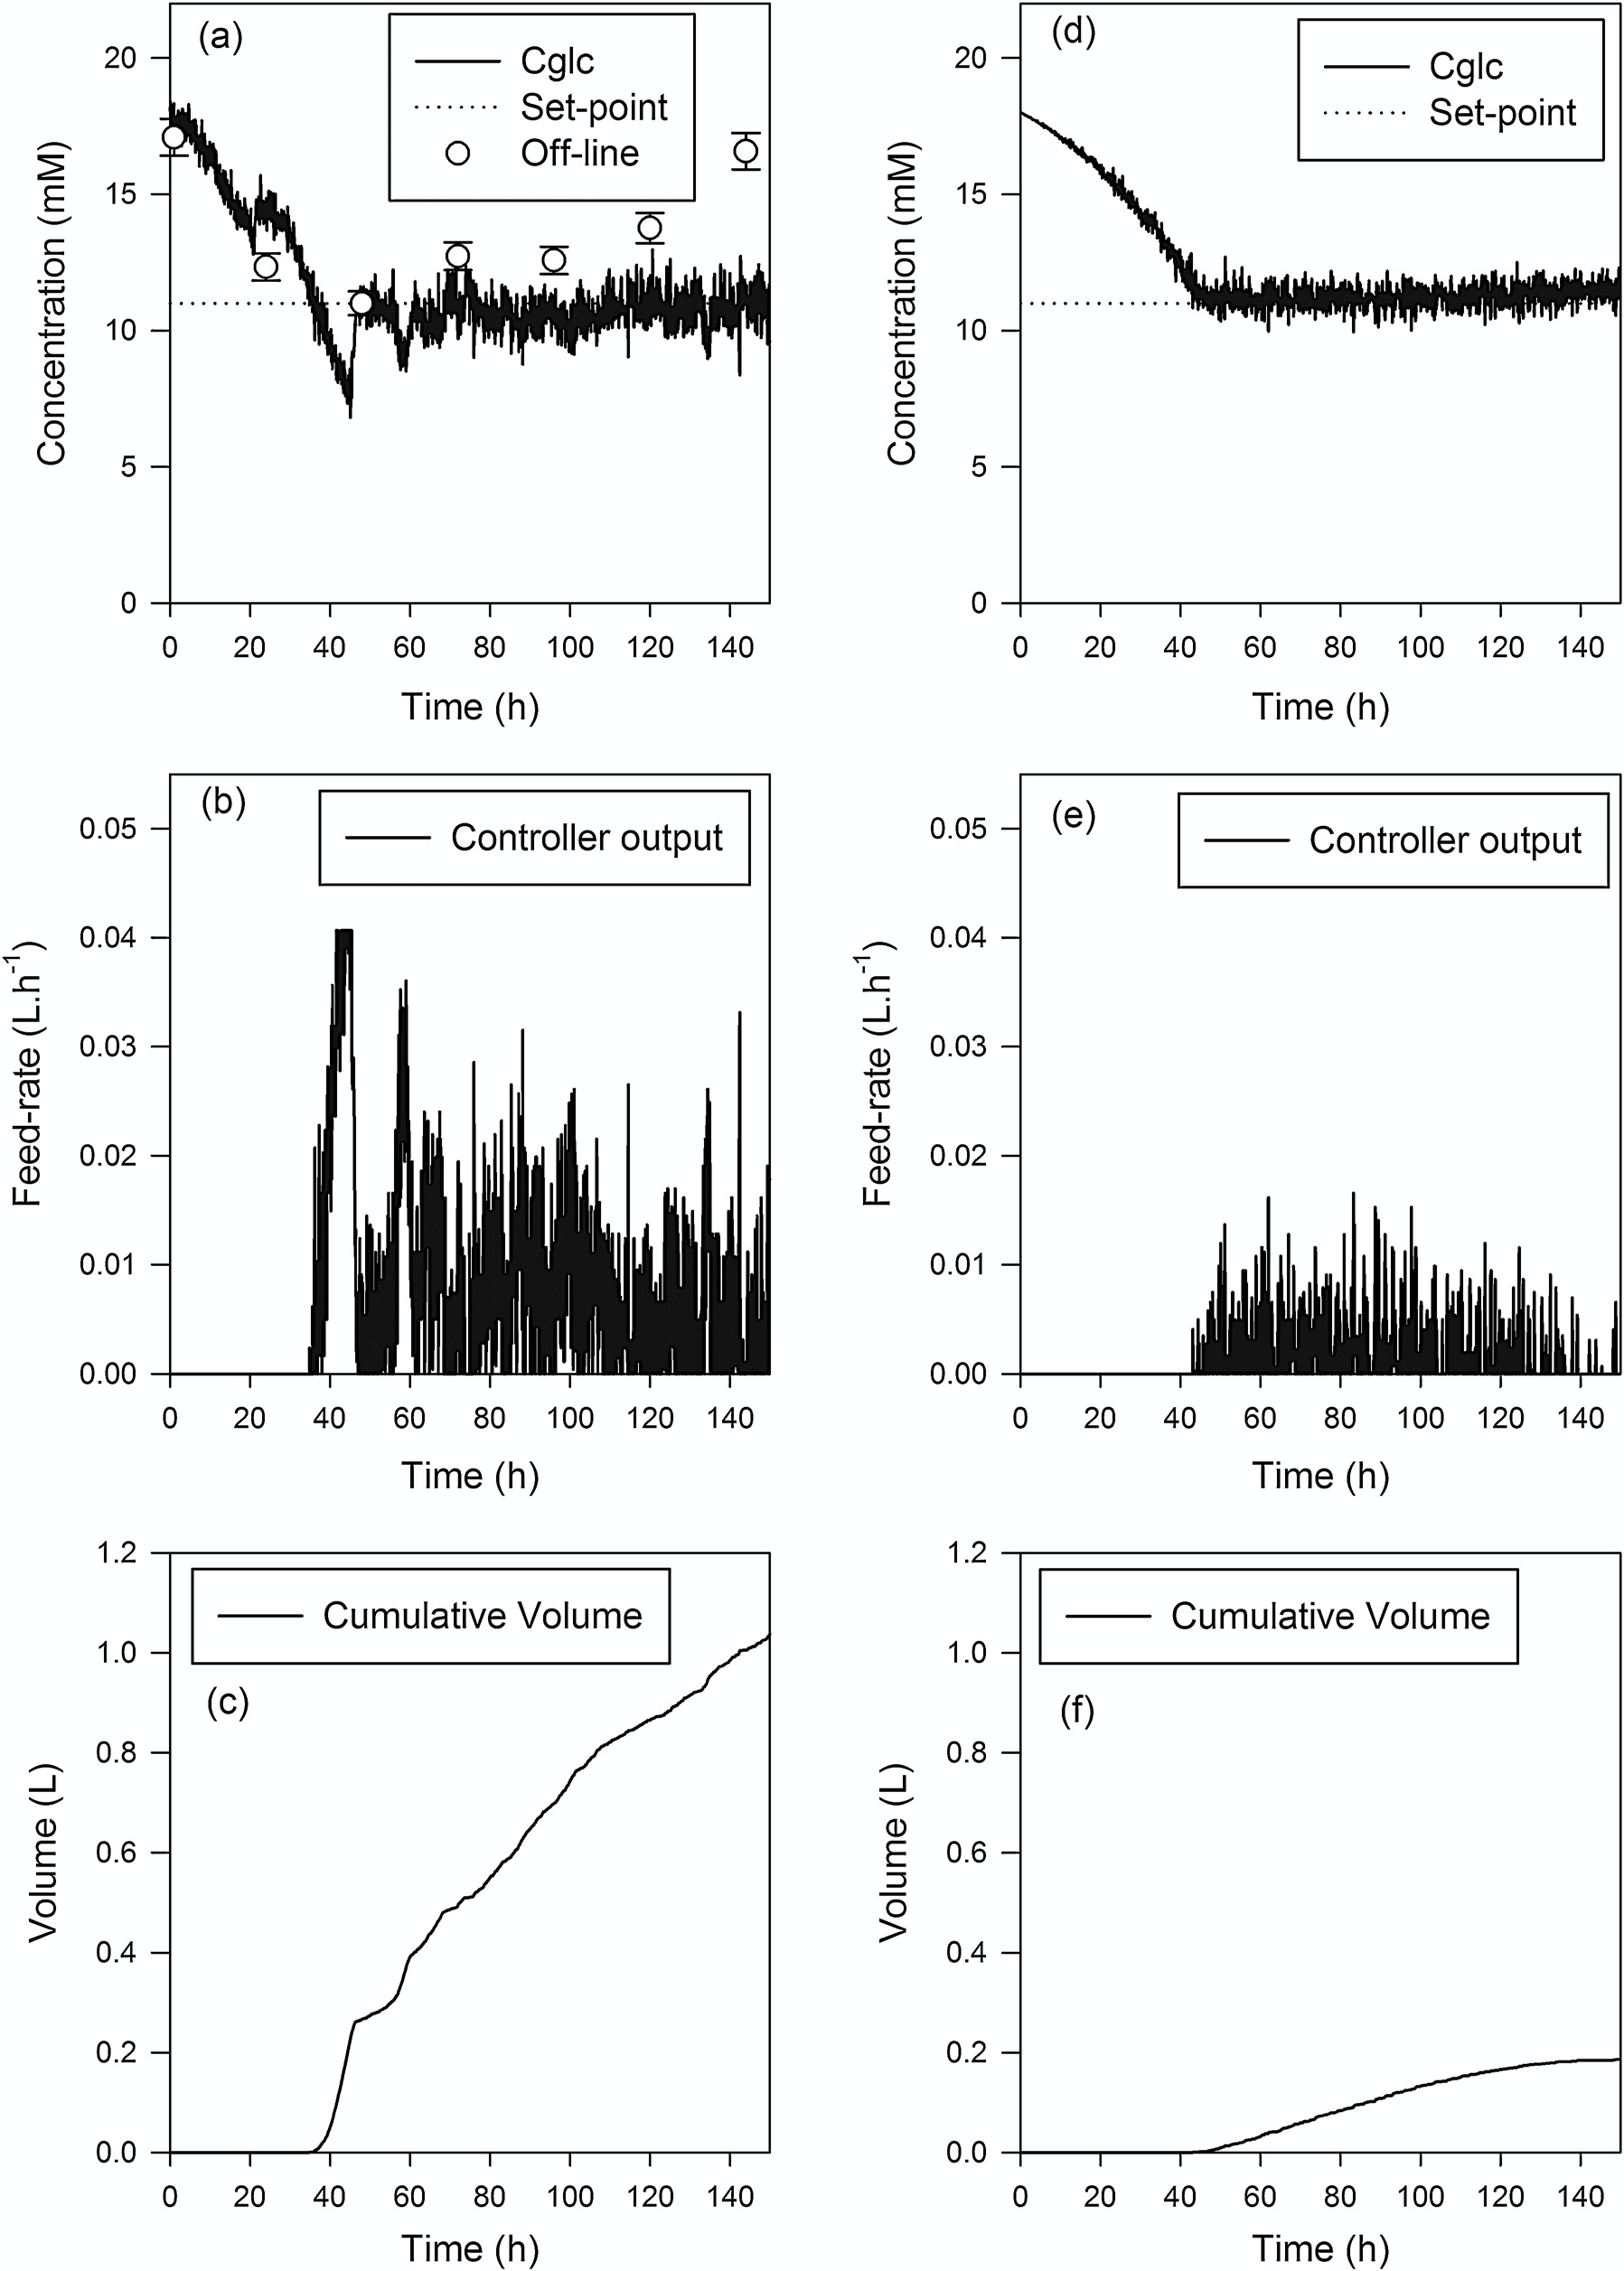 (a)
Cglc
Set-point
Off-line
20
15
10
5
0
Concentration (mM)
0 20 40 60 80 100 120 140
Time (h)
(d)
Cglc
Set-point
20
15
10
5
0
Concentration (mM)
0 20 40 60 80 100 120 140
Time (h)
(b)
Controller output
0.05
0.04
0.03
0.02
0.01
0.00
Feed-rate (L.h-1)
0 20 40 60 80 100 120 140
Time (h)
(e)
Controller output
0.05
0.04
0.03
0.02
0.01
0.00
Feed-rate (L.h-1)
0 20 40 60 80 100 120 140
Time (h)
1.2
Cumulative Volume
1.0
(c)
0.8
0.6
0.4
0.2
0.0
Volume (L)
0 20 40 60 80 100 120 140
Time (h)
1.2
Cumulative Volume
1.0
(f)
0.8
0.6
0.4
0.2
0.0
Volume (L)
0 20 40 60 80 100 120 140
Time (h)